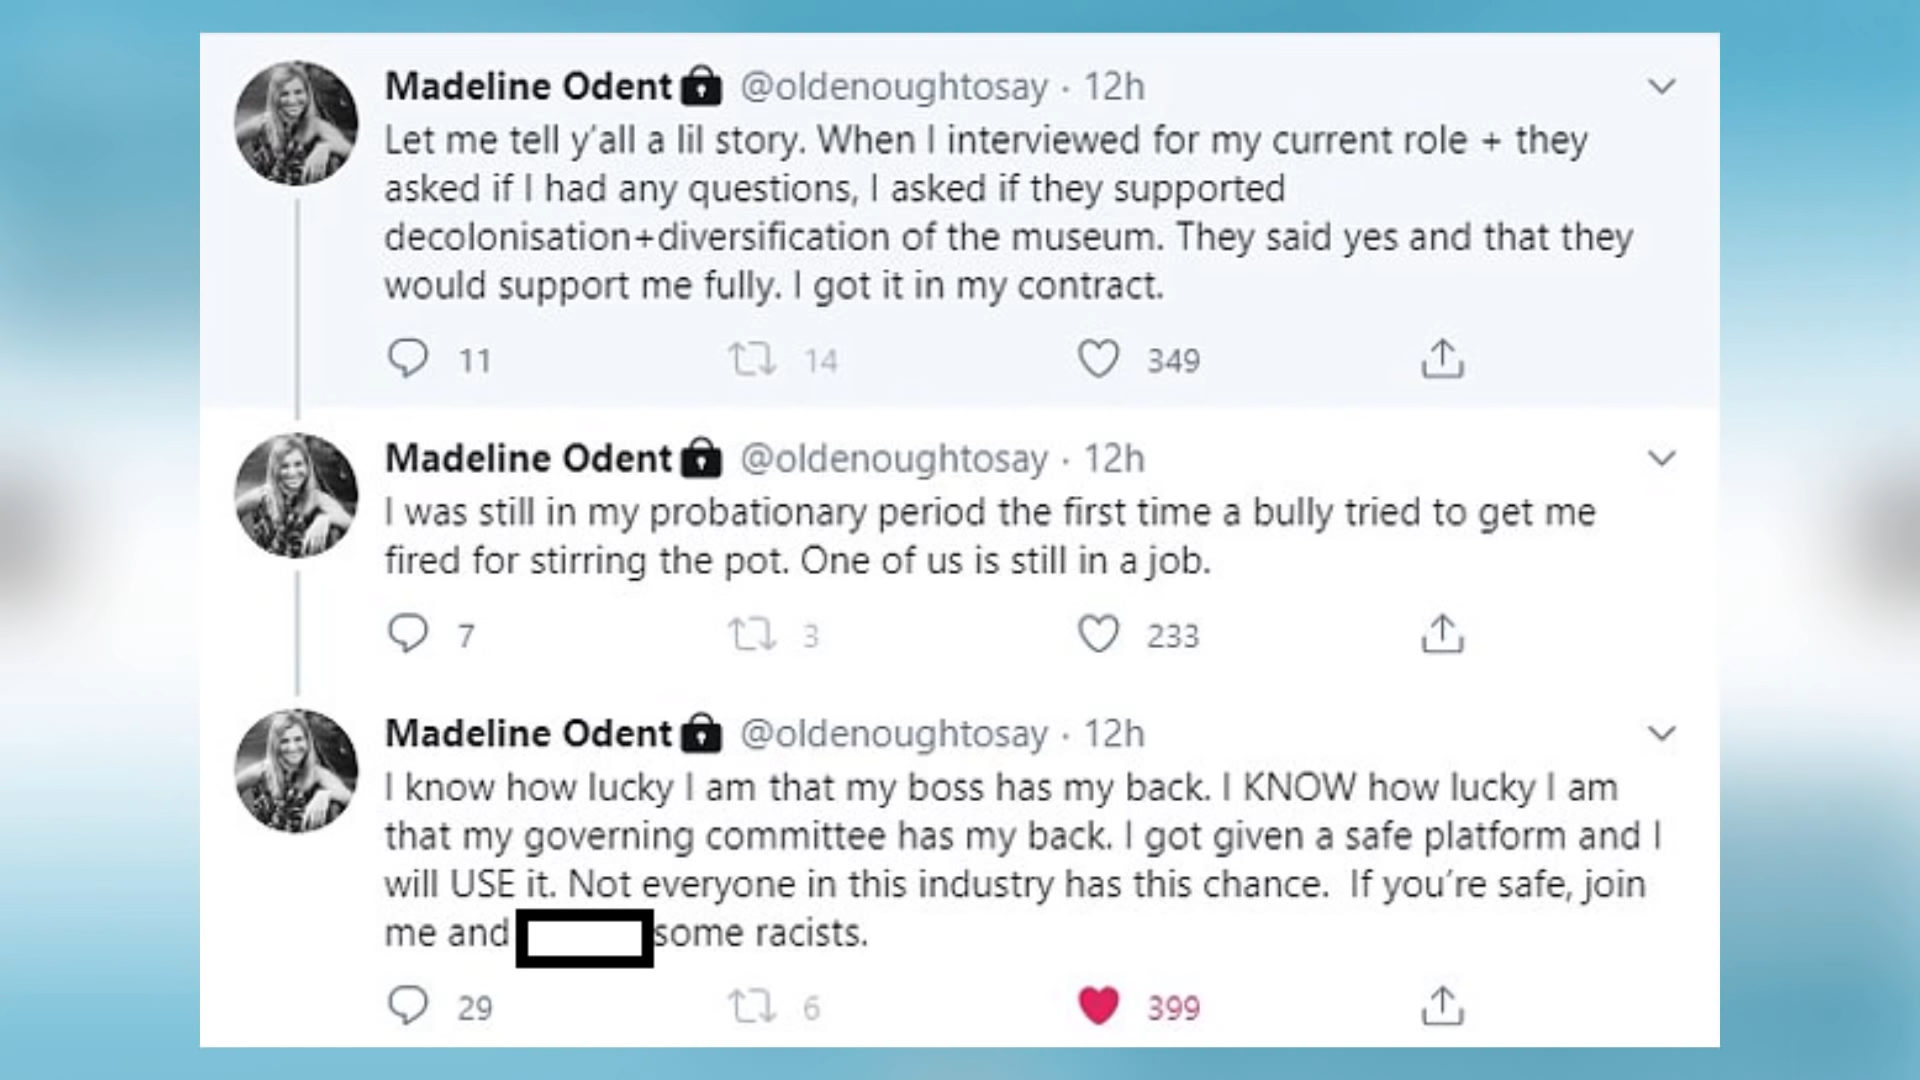 Madeline Odent @oldenoughtosay · 12h
Let me tell y'all a lil story. When I interviewed for my current role + they
asked if I had any questions, I asked if they supported
decolonisation+diversification of the museum. They said yes and that they
would support me fully. I got it in my contract.
11 14 349
Madeline Odent @oldenoughtosay · 12h
I was still in my probationary period the first time a bully tried to get me
fired for stirring the pot. One of us is still in a job.
7 3 233
Madeline Odent @oldenoughtosay · 12h
I know how lucky I am that my boss has my back. I KNOW how lucky I am
that my governing committee has my back. I got given a safe platform and I
will USE it. Not everyone in this industry has this chance. If you're safe, join
me and some racists.
29 6 399